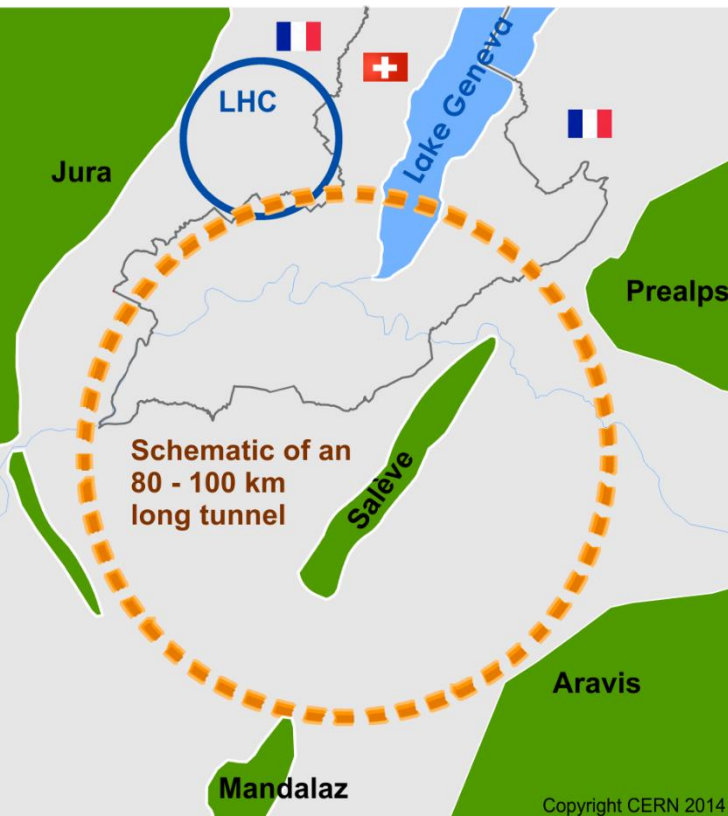 LHC
Lake Geneva
Jura
Prealps
Schematic of an
80 - 100 km
long tunnel
Salève
Aravis
Mandalaz
Copyright CERN 2014